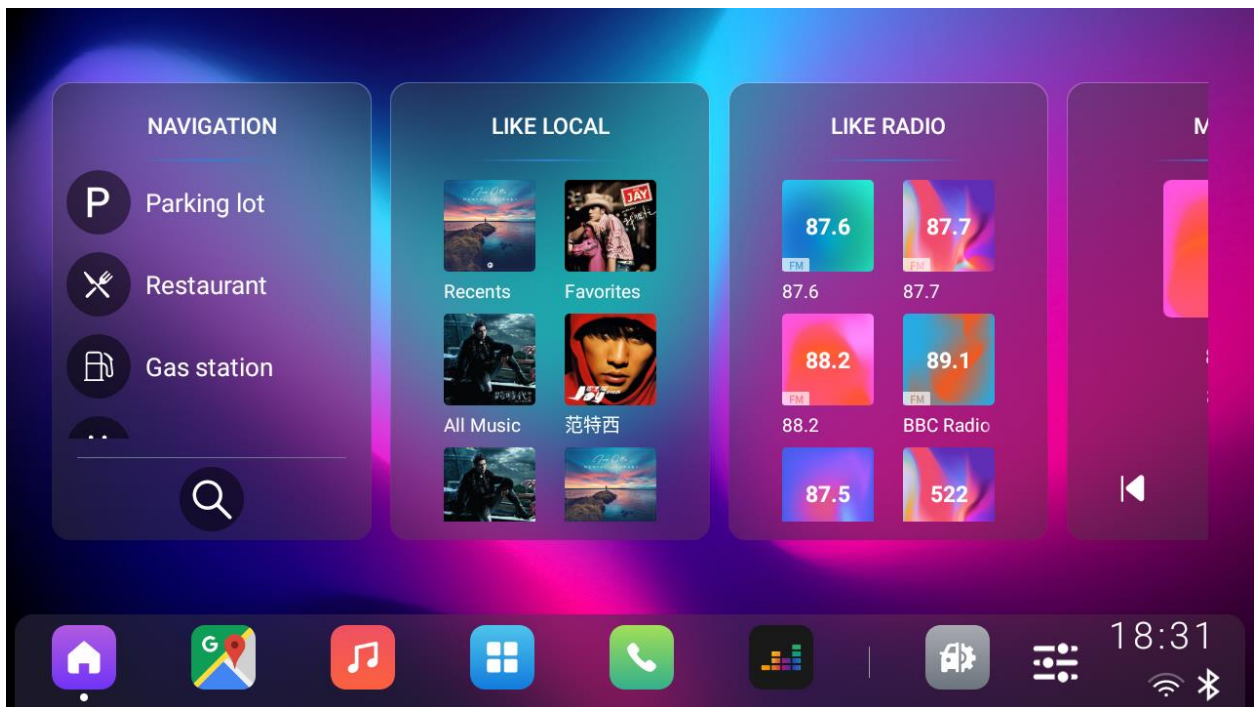 NAVIGATION
P
Parking lot
Restaurant
Gas station
LIKE LOCAL
JAY
Recents
Favorites
All Music
范特西
LIKE RADIO
87.6
FM
87.6
87.7
FM
87.7
88.2
FM
88.2
89.1
FM
BBC Radio
87.5
522
G
18:31